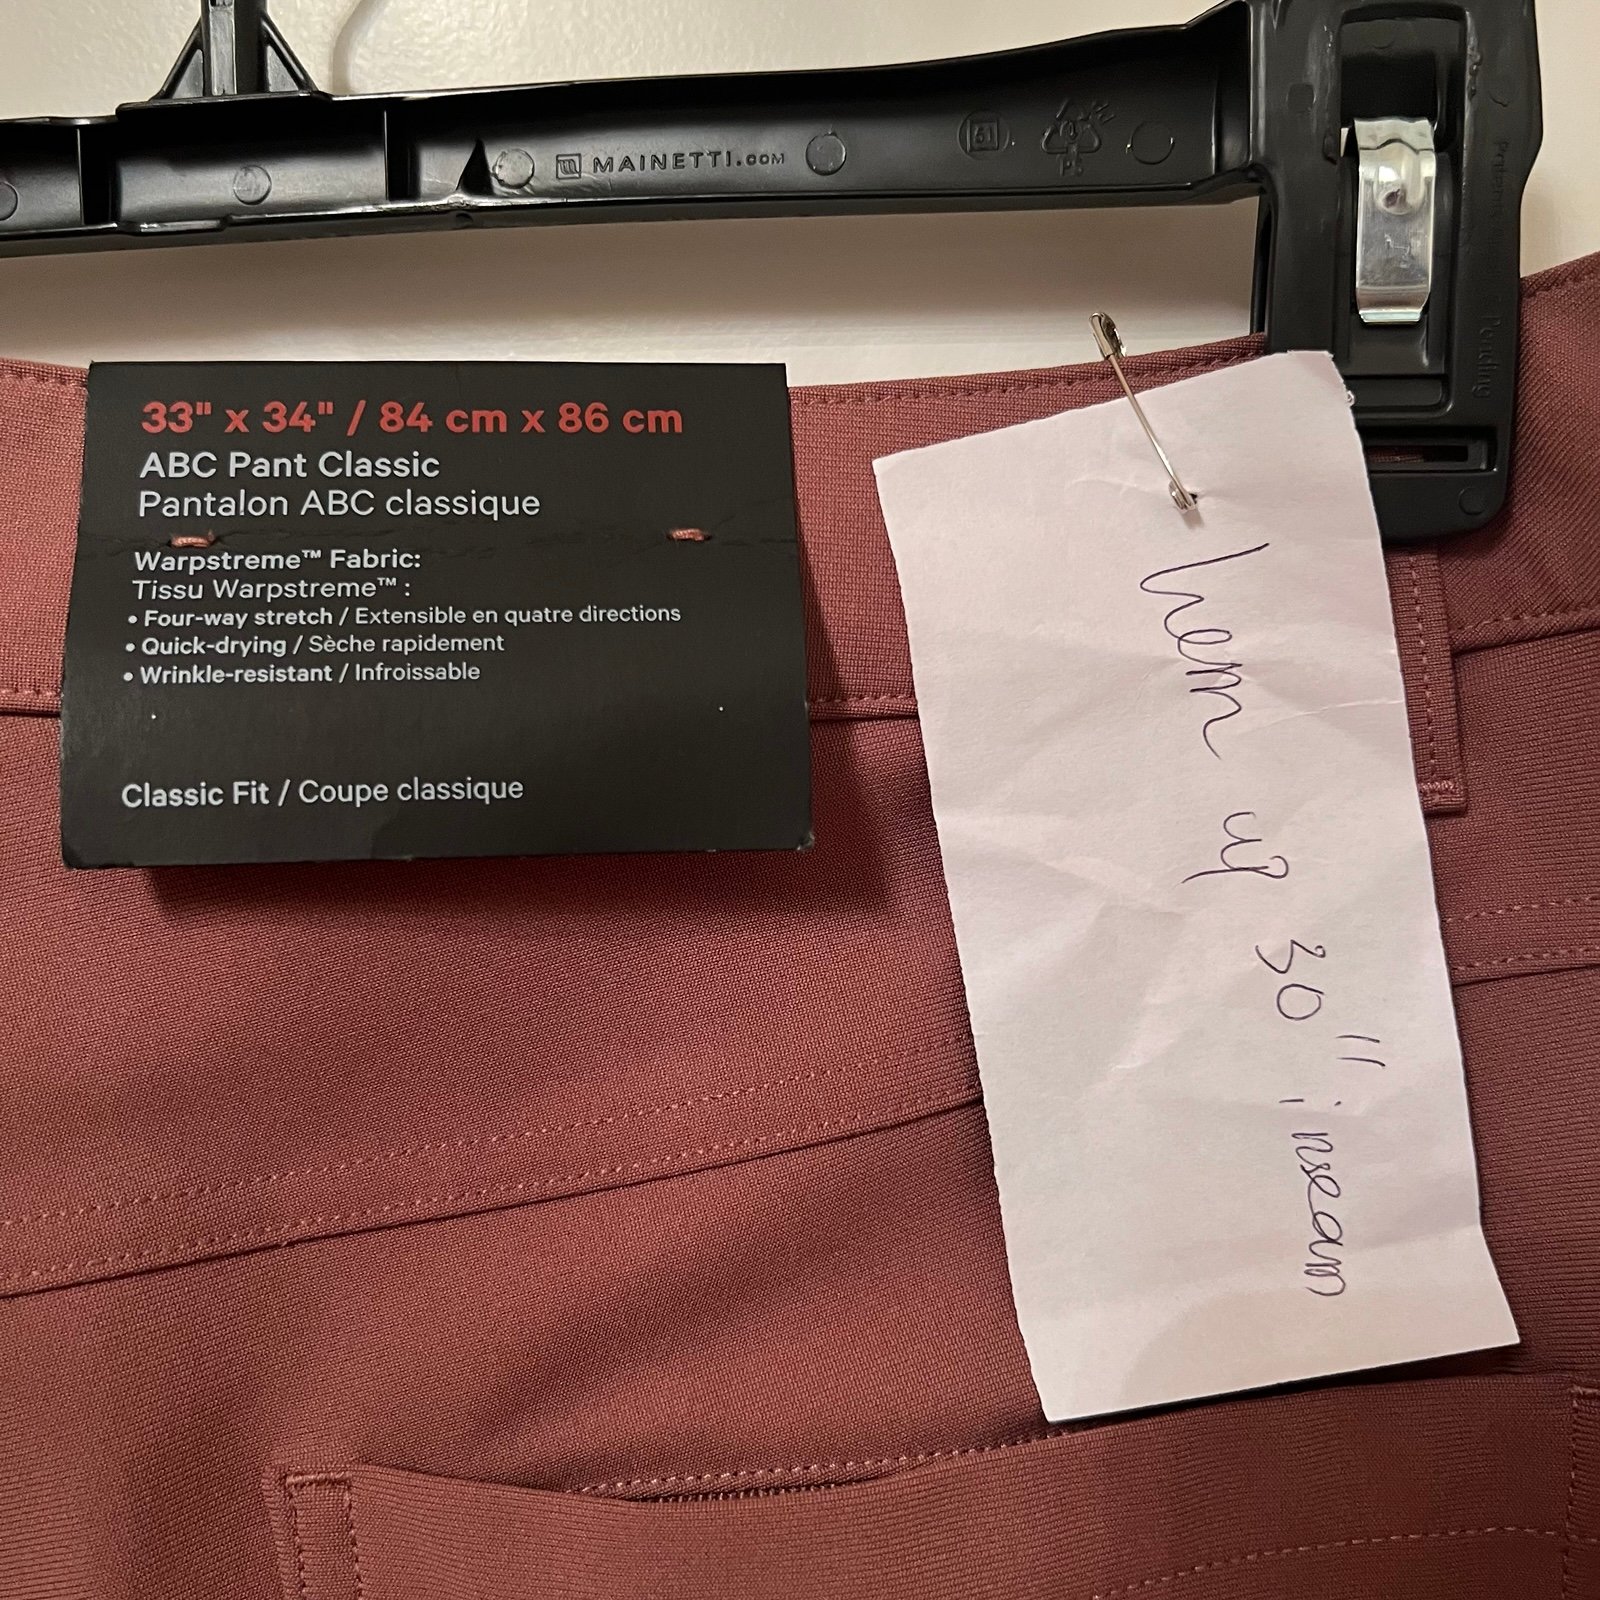 MAINETTI.COM
61
33" x 34" / 84 cm x 86 cm
ABC Pant Classic
Pantalon ABC classique
Warpstreme™ Fabric:
Tissu Warpstreme™ :
• Four-way stretch / Extensible en quatre directions
• Quick-drying / Sèche rapidement
• Wrinkle-resistant / Infroissable
Classic Fit / Coupe classique
hem up 30" inseam